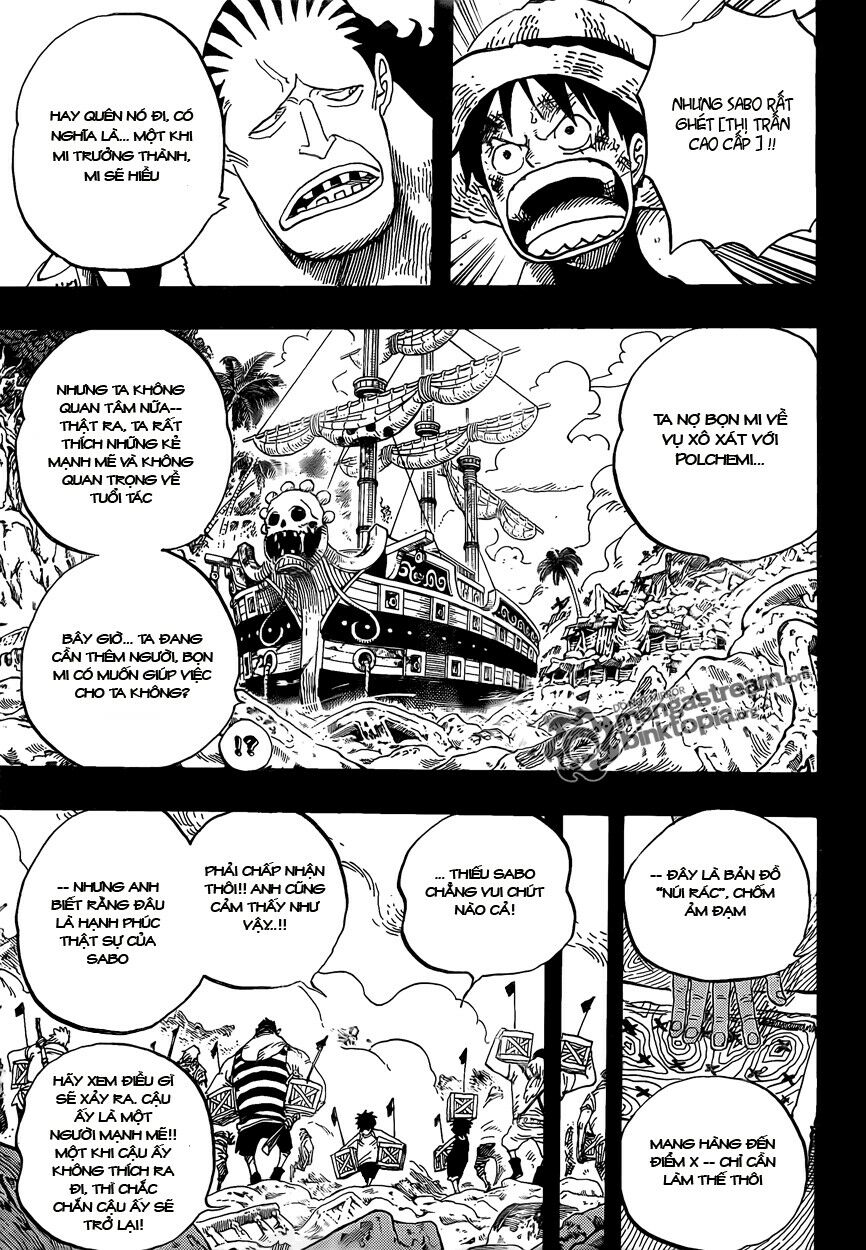 NHƯNG SABO RẤT
GHÉT [THỊ TRẤN
CAO CẤP ] !!
HAY QUÊN NÓ ĐI, CÓ
NGHĨA LÀ... MỘT KHI
MI TRƯỞNG THÀNH,
MI SẼ HIỂU
TA NỢ BỌN MI VỀ
VỤ XÔ XÁT VỚI
POLCHEMI...
NHƯNG TA KHÔNG
QUAN TÂM NỮA--
THẬT RA, TA RẤT
THÍCH NHỮNG KẺ
MẠNH MẼ VÀ KHÔNG
QUAN TRỌNG VỀ
TUỔI TÁC
BÂY GIỜ... TA ĐANG
CẦN THÊM NGƯỜI, BỌN
MI CÓ MUỐN GIÚP VIỆC
CHO TA KHÔNG?
!?
mangastream.com
binktopia.org
-- ĐÂY LÀ BẢN ĐỒ
"NÚI RÁC", CHỐM
ẢM ĐẠM
MANG HÀNG ĐẾN
ĐIỂM X -- CHỈ CẦN
LÀM THẾ THÔI
... THIẾU SABO
CHẲNG VUI CHÚT
NÀO CẢ!
PHẢI CHẤP NHẬN
THÔI!! ANH CŨNG
CẢM THẤY NHƯ
VẬY..!!
-- NHƯNG ANH
BIẾT RẰNG ĐÂU
LÀ HẠNH PHÚC
THẬT SỰ CỦA
SABO
HÃY XEM ĐIỀU GÌ
SẼ XẢY RA. CẬU
ẤY LÀ MỘT
NGƯỜI MẠNH MẼ!!
MỘT KHI CẬU ẤY
KHÔNG THÍCH RA
ĐI, THÌ CHẮC
CHẮN CẬU ẤY SẼ
TRỞ LẠI!